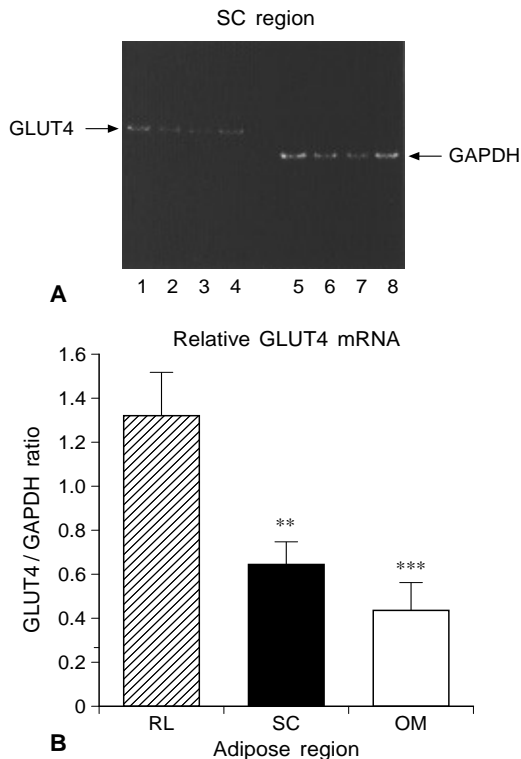 SC region
GLUT4
GAPDH
1 2 3 4 5 6 7 8
A
Relative GLUT4 mRNA
1.6
1.4
1.2
1.0
0.8
0.6
0.4
0.2
0
GLUT4 / GAPDH ratio
**
***
RL SC OM
Adipose region
B